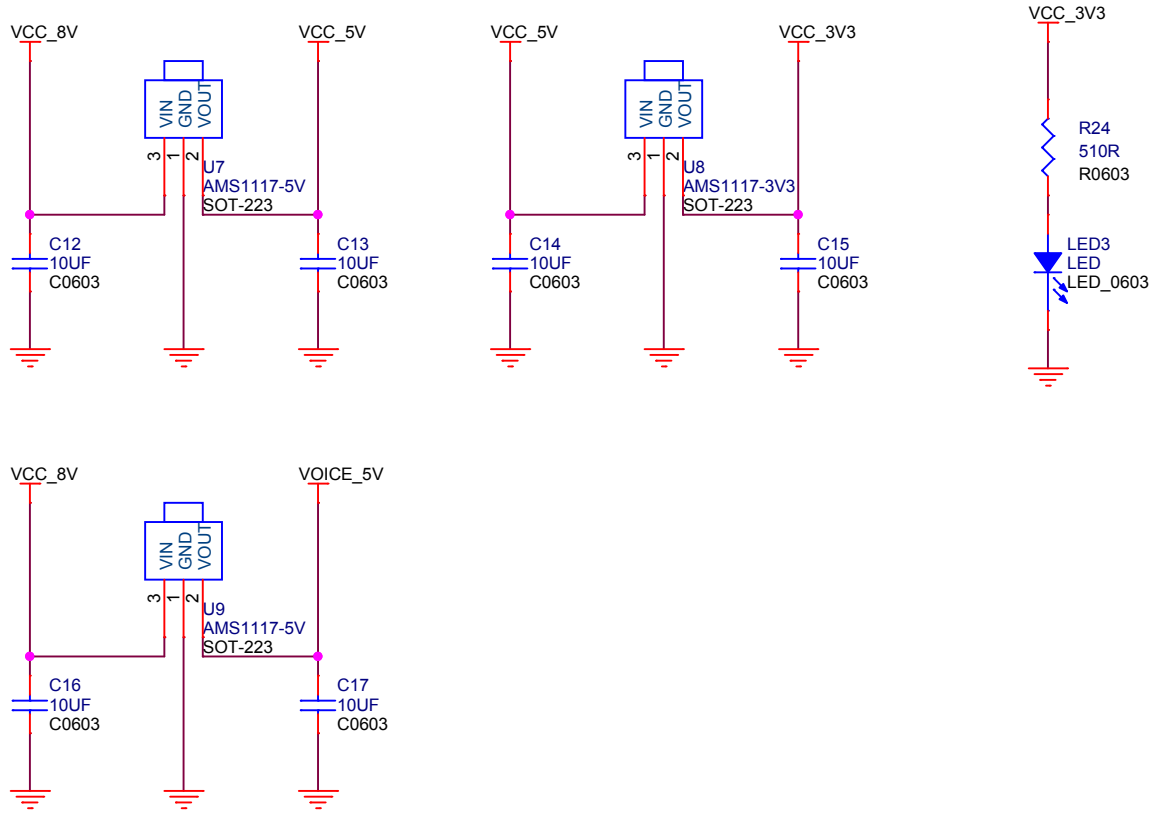 VCC_8V
VCC_5V
VIN
GND
VOUT
3
1
2
U7
AMS1117-5V
SOT-223
C12
10UF
C0603
C13
10UF
C0603
VCC_5V
VCC_3V3
VIN
GND
VOUT
3
1
2
U8
AMS1117-3V3
SOT-223
C14
10UF
C0603
C15
10UF
C0603
VCC_3V3
R24
510R
R0603
LED3
LED
LED_0603
VCC_8V
VOICE_5V
VIN
GND
VOUT
3
1
2
U9
AMS1117-5V
SOT-223
C16
10UF
C0603
C17
10UF
C0603